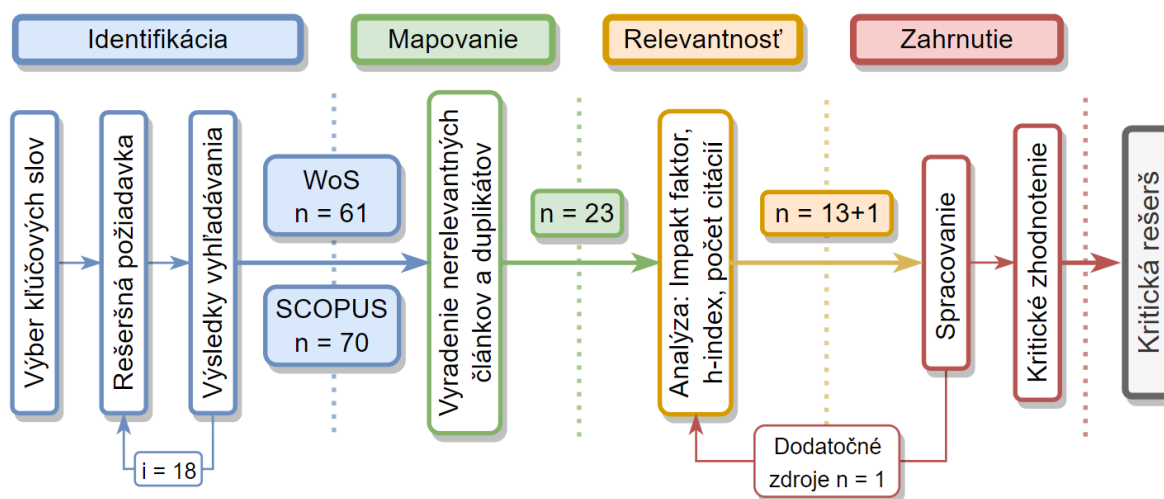 Identifikácia
Mapovanie
Relevantnosť
Zahrnutie
Výber kľúčových slov
Rešeršná požiadavka
Výsledky vyhľadávania
i = 18
WoS
n = 61
SCOPUS
n = 70
Vyradenie nerelevantných
článkov a duplikátov
n = 23
Analýza: Impakt faktor,
h-index, počet citácií
n = 13+1
Spracovanie
Dodatočné
zdroje n = 1
Kritické zhodnotenie
Kritická rešerš